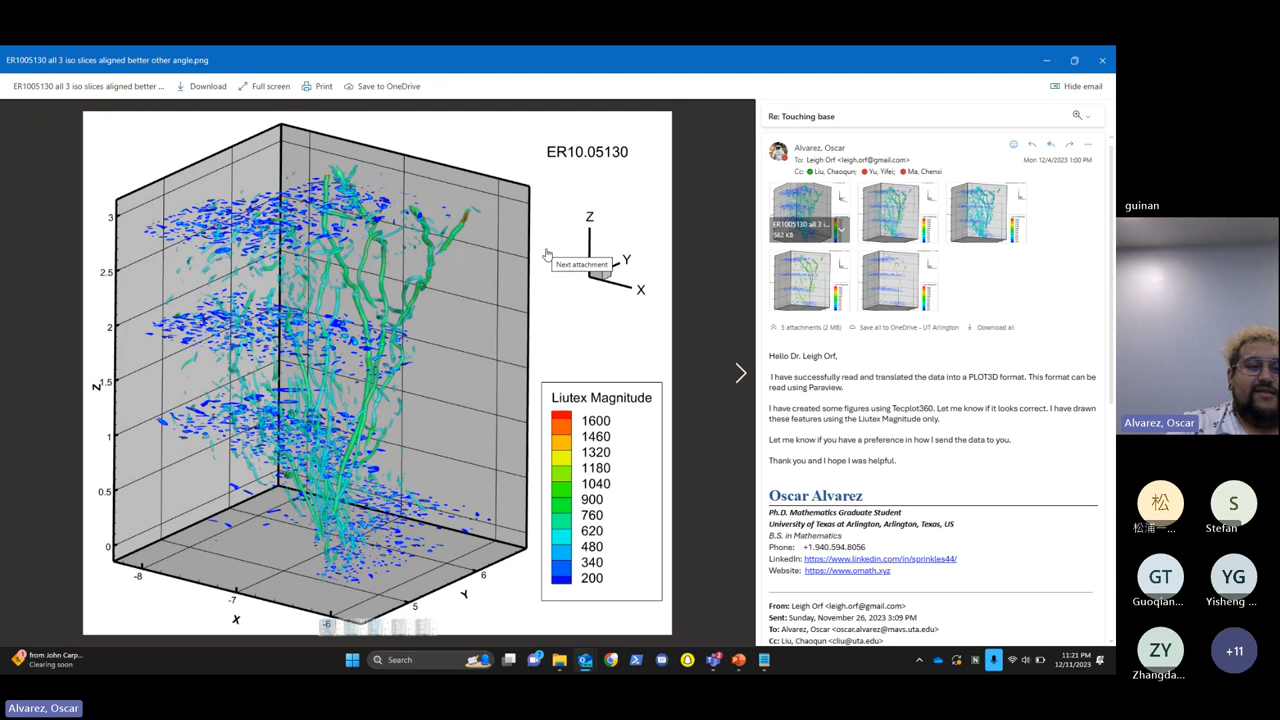 ER1005130 all 3 iso slices aligned better other angle.png
ER1005130 all 3 iso slices aligned better ...
Download
Full screen
Print
Save to OneDrive
Hide email
ER10.05130
Z
Y
X
Next attachment
3
2.5
2
1.5
1
0.5
0
Z
-8
-7
-6
X
5
6
Y
Liutex Magnitude
1600
1460
1320
1180
1040
900
760
620
480
340
200
Re: Touching base
Alvarez, Oscar
To: Leigh Orf <leigh.orf@gmail.com>
Mon 12/4/2023 1:00 PM
Cc: Liu, Chaoqun; Yu, Yifei; Ma, Chenxi
ER1005130 all 3 i...
562 KB
5 attachments (2 MB)
Save all to OneDrive - UT Arlington
Download all
Hello Dr. Leigh Orf,
I have successfully read and translated the data into a PLOT3D format. This format can be
read using Paraview.
I have created some figures using Tecplot360. Let me know if it looks correct. I have drawn
these features using the Liutex Magnitude only.
Let me know if you have a preference in how I send the data to you.
Thank you and I hope I was helpful.
Oscar Alvarez
Ph.D. Mathematics Graduate Student
University of Texas at Arlington, Arlington, Texas, US
B.S. in Mathematics
Phone: +1.940.594.8056
LinkedIn: https://www.linkedin.com/in/sprinkles44/
Website: https://www.omath.xyz
From: Leigh Orf <leigh.orf@gmail.com>
Sent: Sunday, November 26, 2023 3:09 PM
To: Alvarez, Oscar <oscar.alvarez@mavs.uta.edu>
Cc: Liu, Chaoqun <cliu@uta.edu>
from John Carp...
Clearing soon
Search
11:21 PM
12/11/2023
guinan
Alvarez, Oscar
松
松浦一...
S
Stefan
GT
Guoqian...
YG
Yisheng ...
ZY
Zhangda...
+11
Alvarez, Oscar